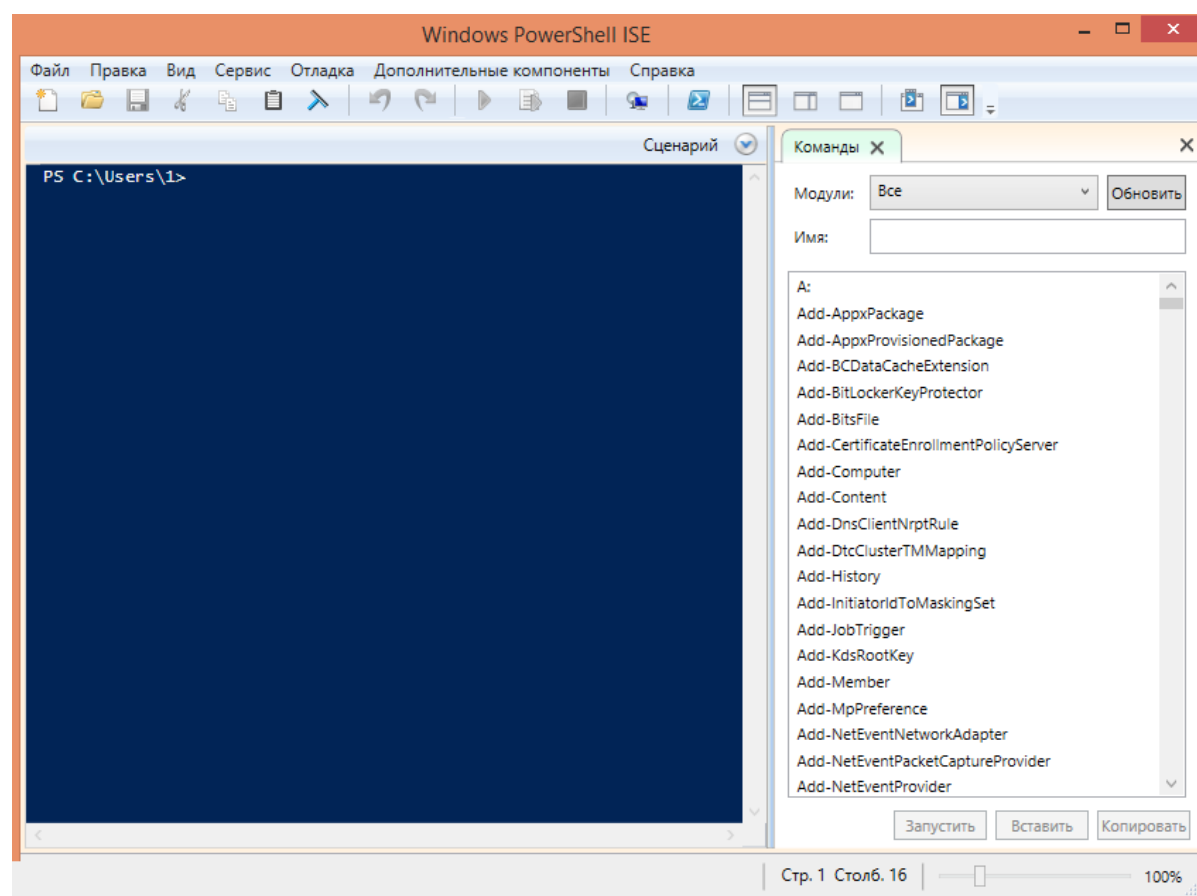 Windows PowerShell ISE
Файл Правка Вид Сервис Отладка Дополнительные компоненты Справка
Сценарий
PS C:\Users\1>
Команды
Модули: Все Обновить
Имя:
A:
Add-AppxPackage
Add-AppxProvisionedPackage
Add-BCDataCacheExtension
Add-BitLockerKeyProtector
Add-BitsFile
Add-CertificateEnrollmentPolicyServer
Add-Computer
Add-Content
Add-DnsClientNrptRule
Add-DtcClusterTMMapping
Add-History
Add-InitiatorIdToMaskingSet
Add-JobTrigger
Add-KdsRootKey
Add-Member
Add-MpPreference
Add-NetEventNetworkAdapter
Add-NetEventPacketCaptureProvider
Add-NetEventProvider
Запустить Вставить Копировать
Стр. 1 Столб. 16 100%